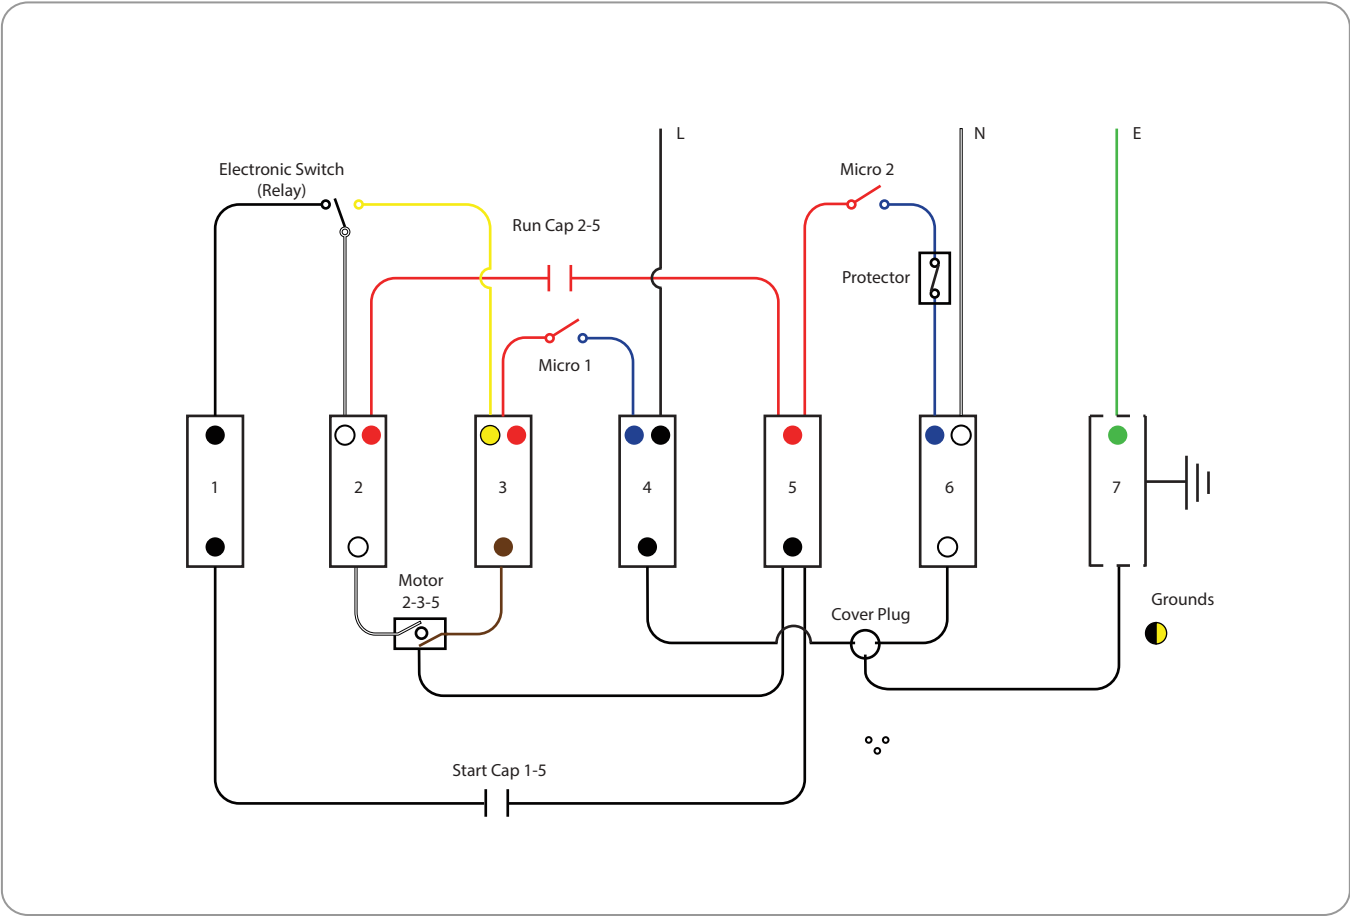 L
N
E
Electronic Switch
(Relay)
Micro 2
Run Cap 2-5
Protector
Micro 1
1
2
3
4
5
6
7
Motor
2-3-5
Cover Plug
Grounds
Start Cap 1-5